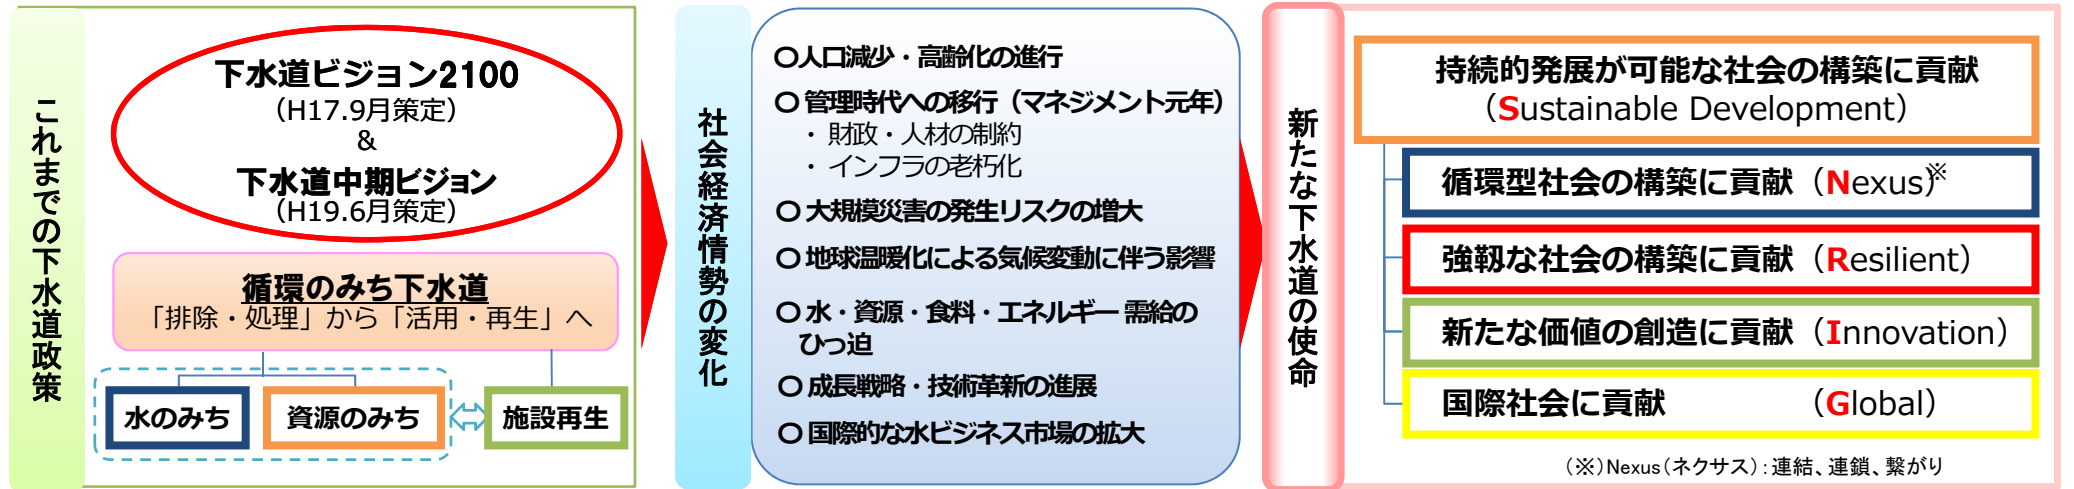 これまでの下水道政策
下水道ビジョン2100
（H17.9月策定）
＆
下水道中期ビジョン
（H19.6月策定）
循環のみち下水道
「排除・処理」から「活用・再生」へ
水のみち
資源のみち
施設再生
社会経済情勢の変化
○人口減少・高齢化の進行
○ 管理時代への移行（マネジメント元年）
・ 財政・人材の制約
・ インフラの老朽化
○ 大規模災害の発生リスクの増大
○ 地球温暖化による気候変動に伴う影響
○ 水・資源・食料・エネルギー 需給の
ひっ迫
○ 成長戦略・技術革新の進展
○ 国際的な水ビジネス市場の拡大
新たな下水道の使命
持続的発展が可能な社会の構築に貢献
（Sustainable Development）
循環型社会の構築に貢献（Nexus）※
強靱な社会の構築に貢献（Resilient）
新たな価値の創造に貢献（Innovation）
国際社会に貢献 （Global）
（※）Nexus（ネクサス）：連結、連鎖、繋がり